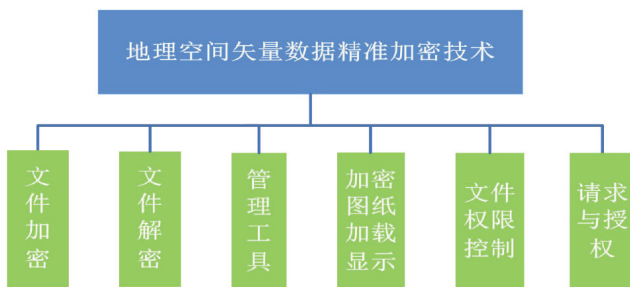 地理空间矢量数据精准加密技术
文件加密
文件解密
管理工具
加密
图纸
加载
显示
文件
权限
控制
请求
与授
权